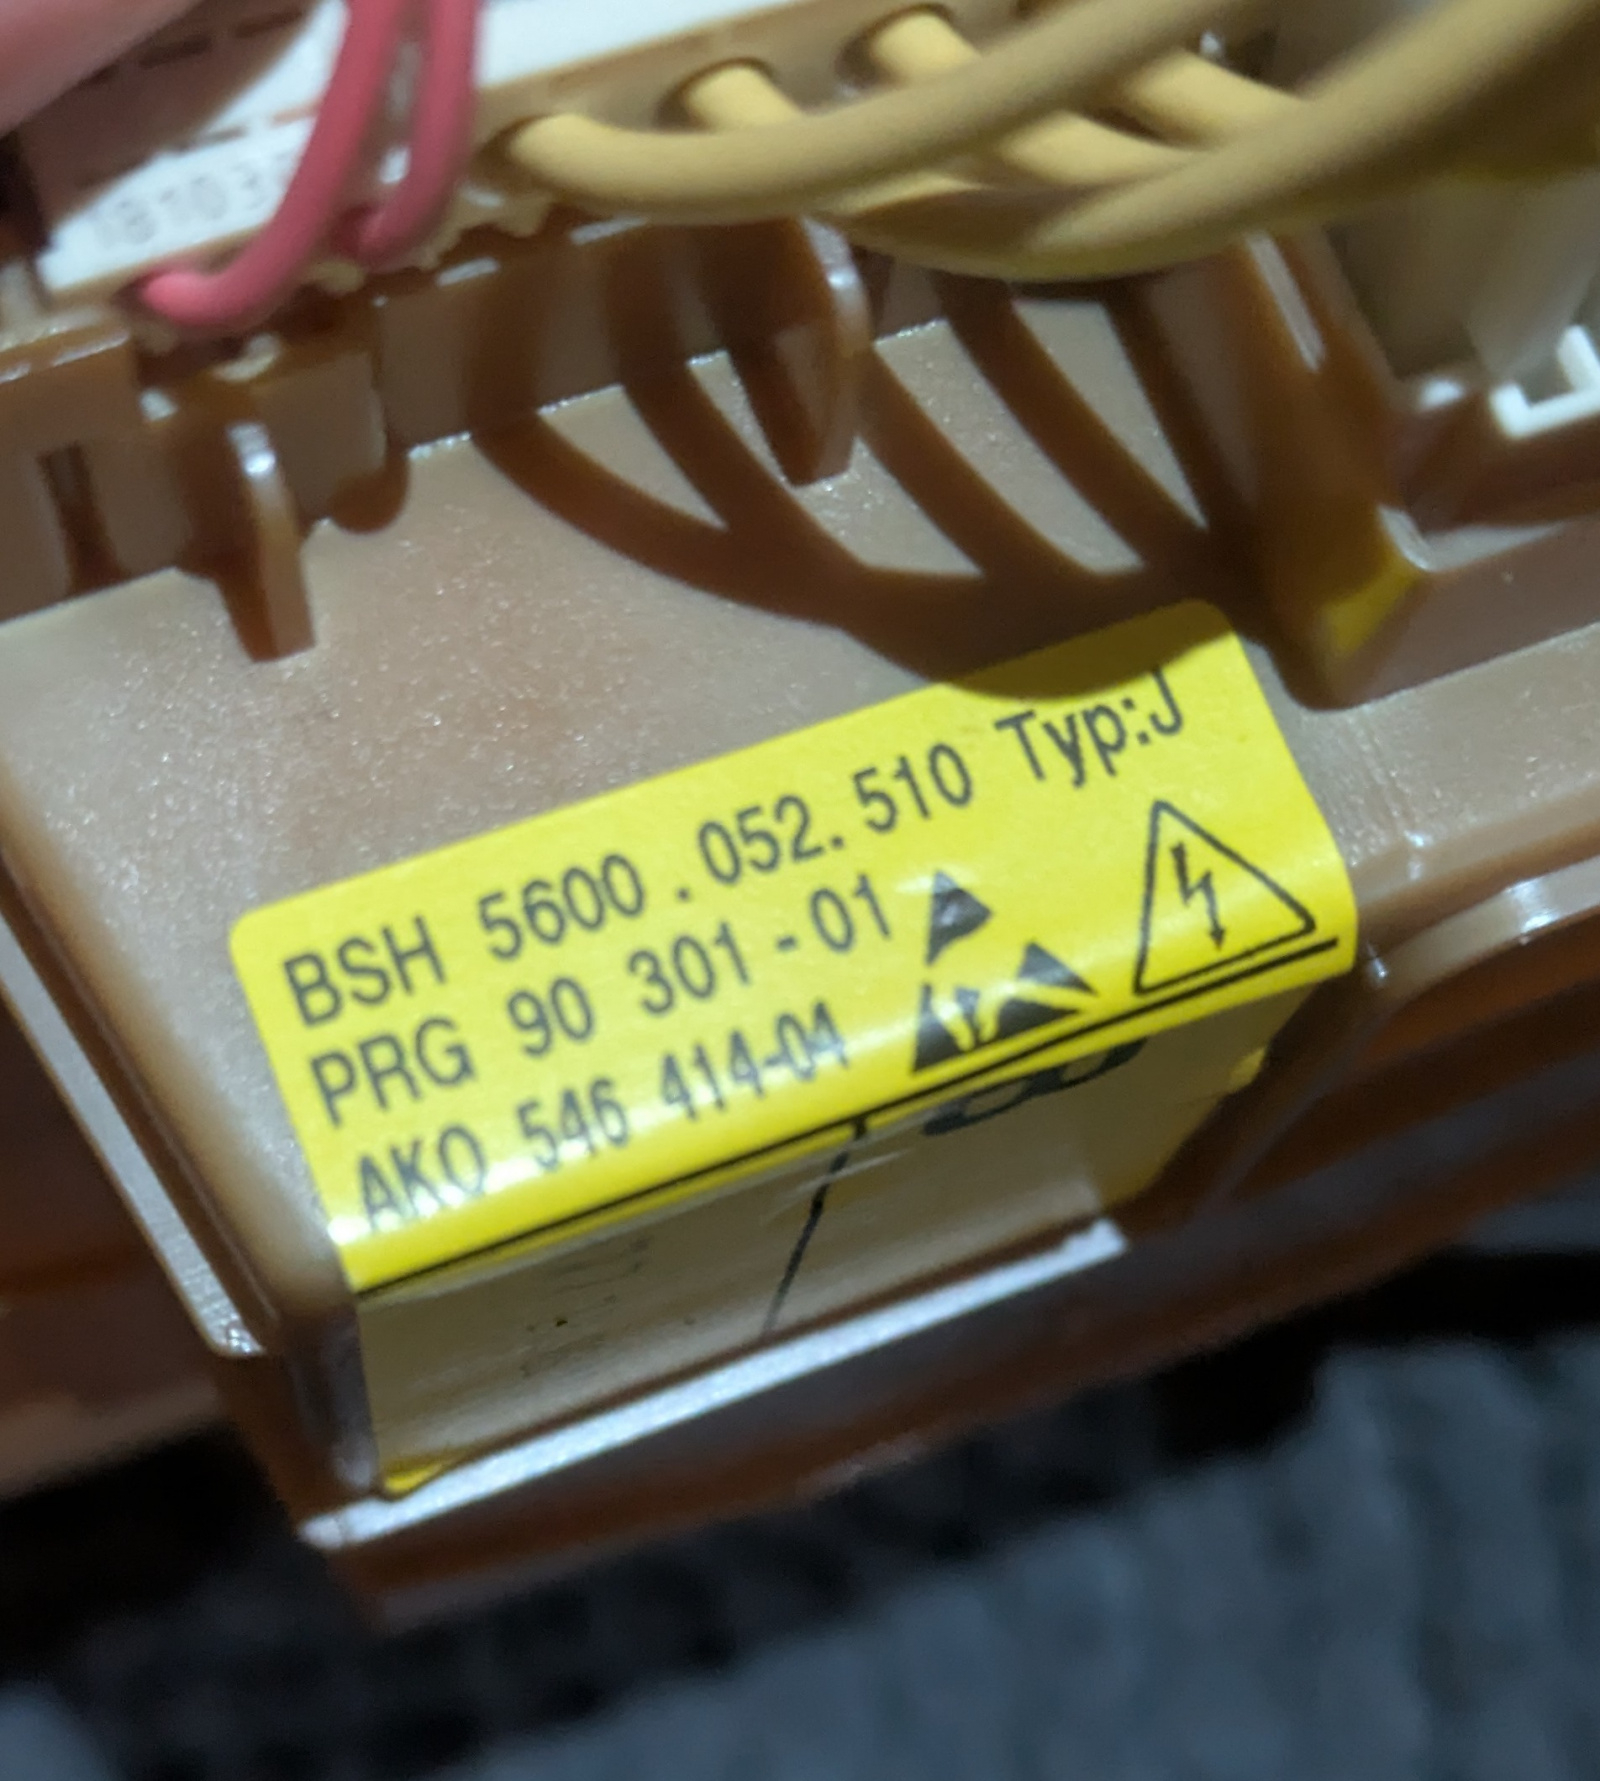 BSH 5600 . 052. 510 Typ:J
PRG 90 301 - 01
AKO 546 414-04